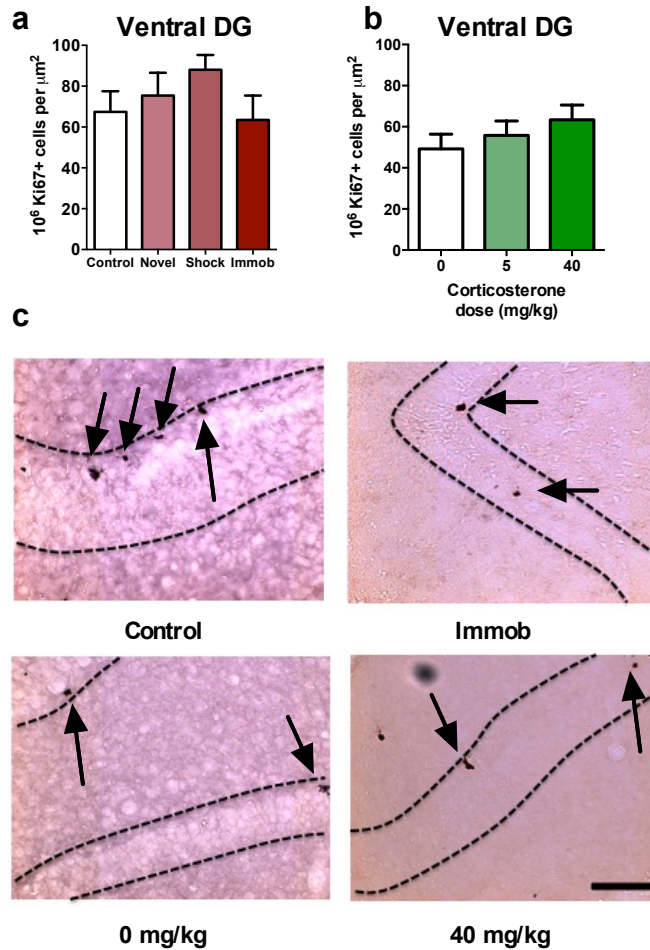 a
Ventral DG
10⁶ Ki67+ cells per μm²
100
80
60
40
20
0
Control Novel Shock Immob
b
Ventral DG
10⁶ Ki67+ cells per μm²
100
80
60
40
20
0
0 5 40
Corticosterone
dose (mg/kg)
c
Control
Immob
0 mg/kg
40 mg/kg